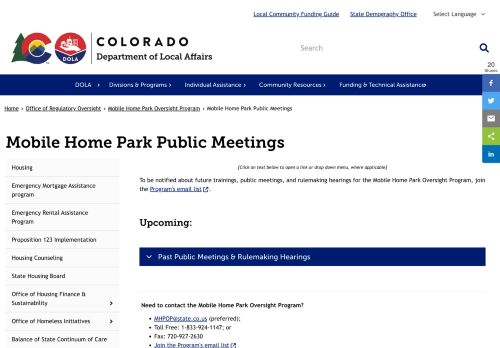 Local Community Funding Guide State Demography Office Select Language
COLORADO
Department of Local Affairs
DOLA
Search
20
Shares
DOLA Divisions & Programs Individual Assistance Community Resources Funding & Technical Assistance
Home › Office of Regulatory Oversight › Mobile Home Park Oversight Program › Mobile Home Park Public Meetings
Mobile Home Park Public Meetings
Housing
Emergency Mortgage Assistance
program
Emergency Rental Assistance
Program
Proposition 123 Implementation
Housing Counseling
State Housing Board
Office of Housing Finance &
Sustainability
Office of Homeless Initiatives
Balance of State Continuum of Care
(Click on text below to open a link or drop down menu, where applicable)
To be notified about future trainings, public meetings, and rulemaking hearings for the Mobile Home Park Oversight Program, join
the Program's email list .
Upcoming:
Past Public Meetings & Rulemaking Hearings
Need to contact the Mobile Home Park Oversight Program?
• MHPOP@state.co.us (preferred);
• Toll Free: 1-833-924-1147; or
• Fax: 720-927-2630
• Join the Program's email list